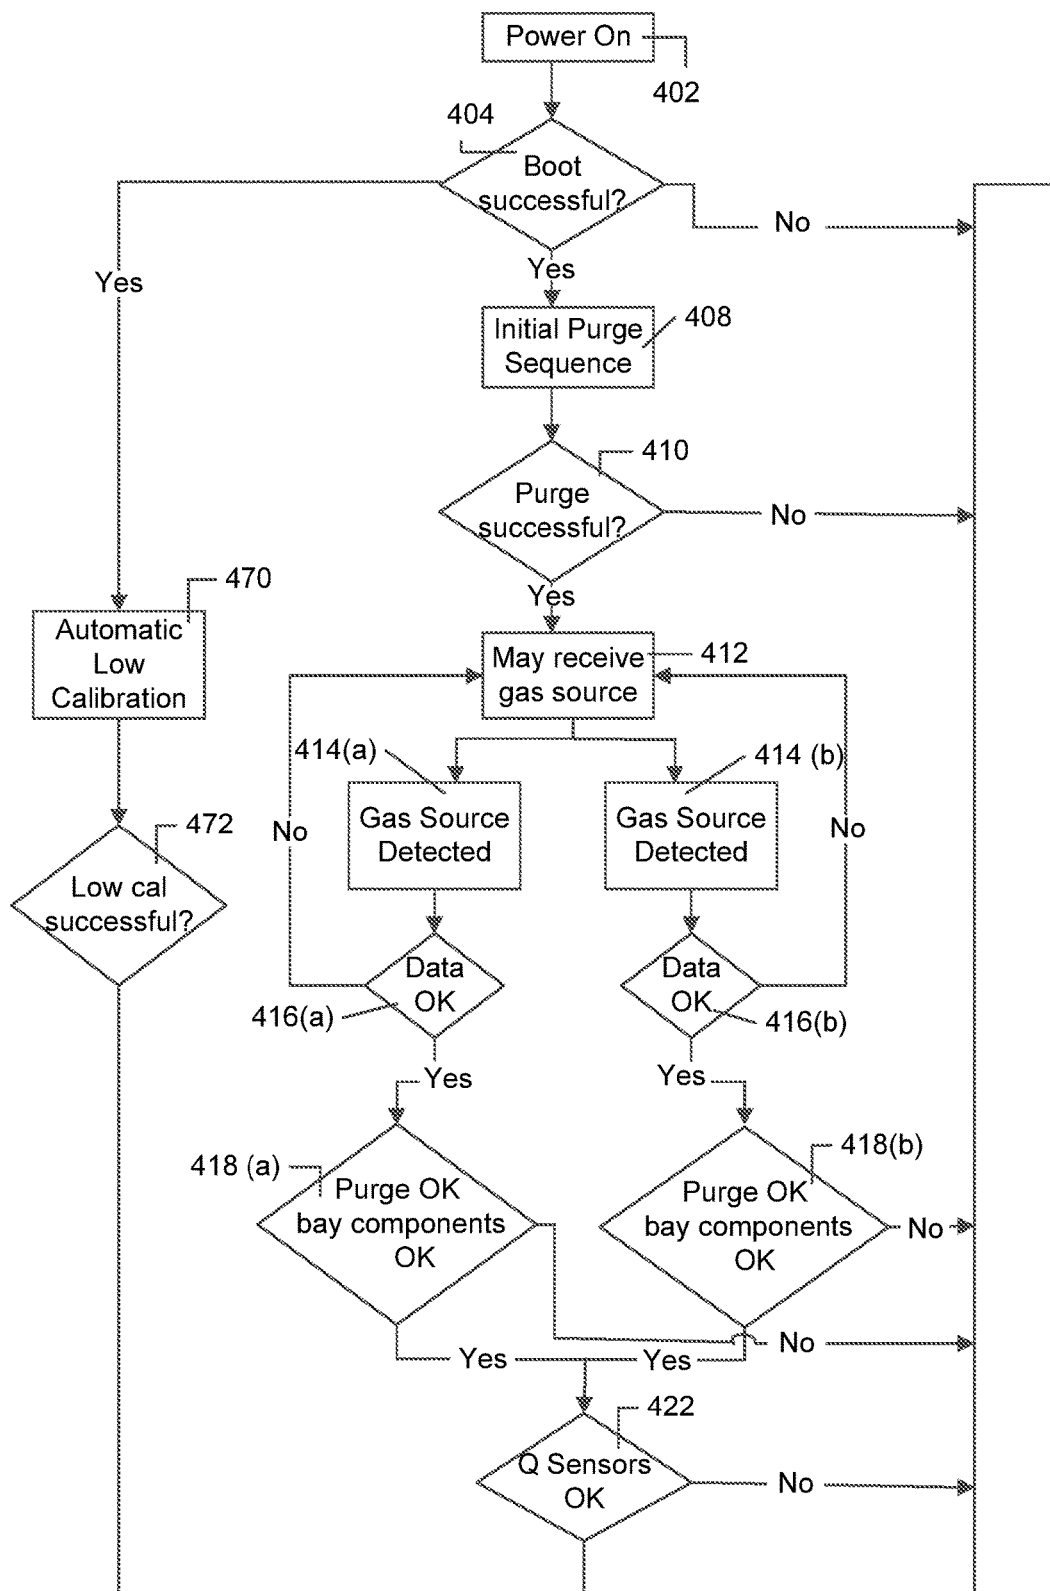 Power On
402
404
Boot
successful?
No
Yes
Yes
Initial Purge
Sequence
408
410
Purge
successful?
No
Yes
470
Automatic
Low
Calibration
May receive
gas source
412
414(a)
414 (b)
Gas Source
Detected
Gas Source
Detected
No
No
472
Low cal
successful?
Data
OK
416(a)
Data
OK
416(b)
Yes
Yes
418 (a)
Purge OK
bay components
OK
418(b)
Purge OK
bay components
OK
No
No
Yes
Yes
422
Q Sensors
OK
No